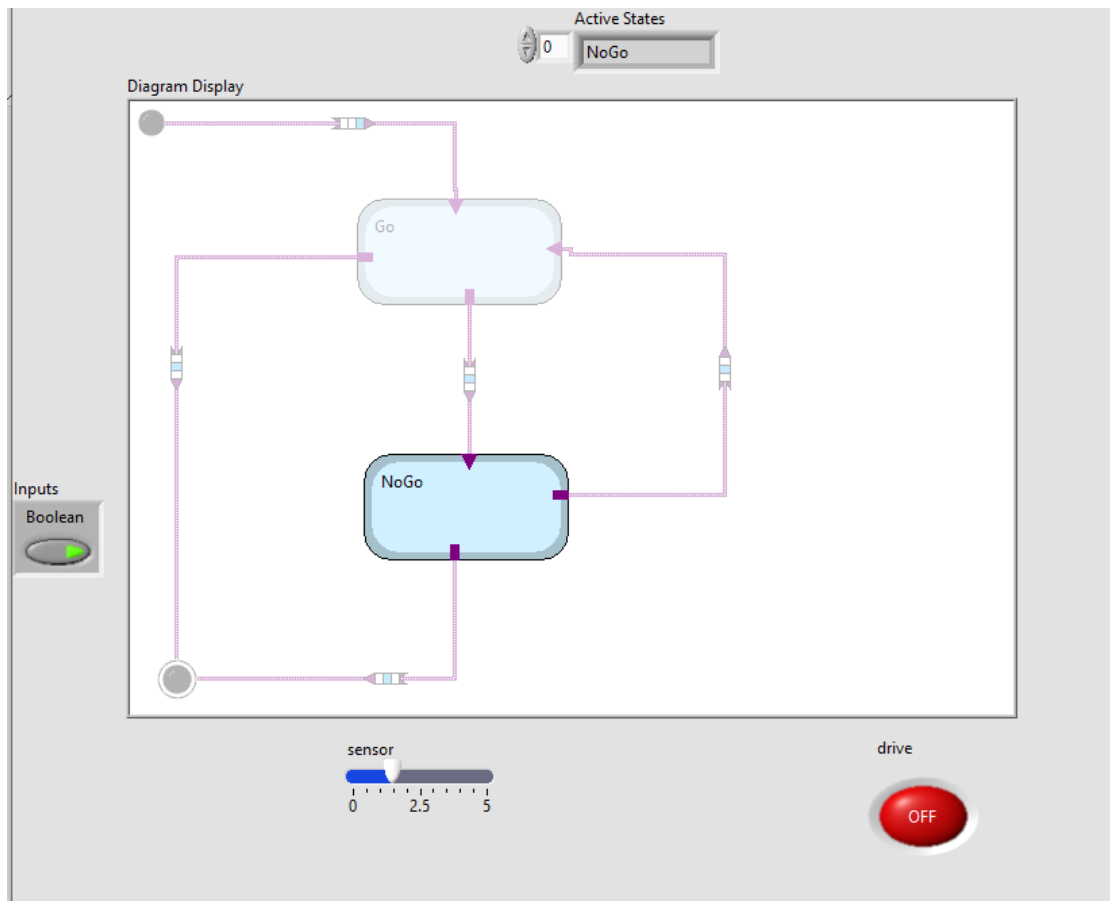 Active States
0
NoGo
Diagram Display
Go
NoGo
Inputs
Boolean
sensor
0 2.5 5
drive
OFF